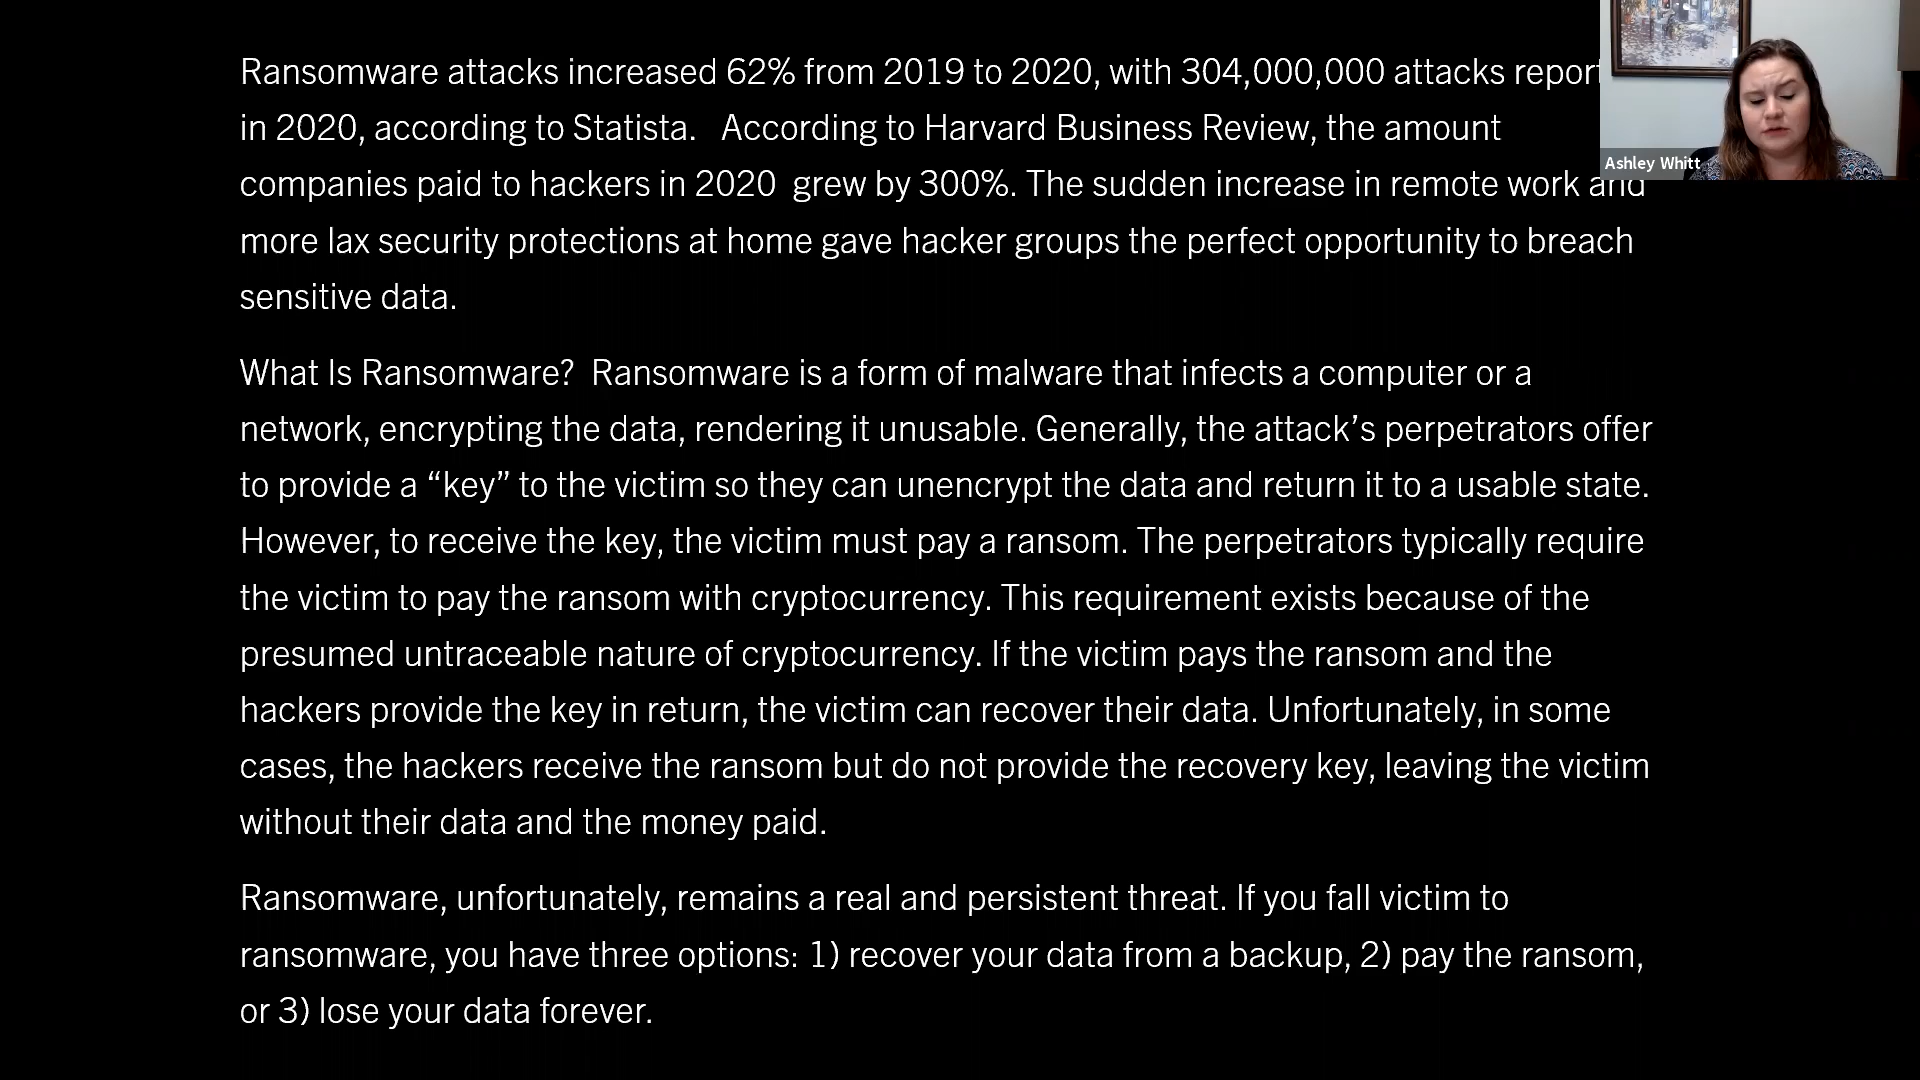 Ransomware attacks increased 62% from 2019 to 2020, with 304,000,000 attacks
in 2020, according to Statista.   According to Harvard Business Review, the amount
companies paid to hackers in 2020  grew by 300%. The sudden increase in remote work and
more lax security protections at home gave hacker groups the perfect opportunity to breach
sensitive data.
What Is Ransomware?  Ransomware is a form of malware that infects a computer or a
network, encrypting the data, rendering it unusable. Generally, the attack’s perpetrators offer
to provide a “key” to the victim so they can unencrypt the data and return it to a usable state.
However, to receive the key, the victim must pay a ransom. The perpetrators typically require
the victim to pay the ransom with cryptocurrency. This requirement exists because of the
presumed untraceable nature of cryptocurrency. If the victim pays the ransom and the
hackers provide the key in return, the victim can recover their data. Unfortunately, in some
cases, the hackers receive the ransom but do not provide the recovery key, leaving the victim
without their data and the money paid.
Ransomware, unfortunately, remains a real and persistent threat. If you fall victim to
ransomware, you have three options: 1) recover your data from a backup, 2) pay the ransom,
or 3) lose your data forever.
Ashley Whitt